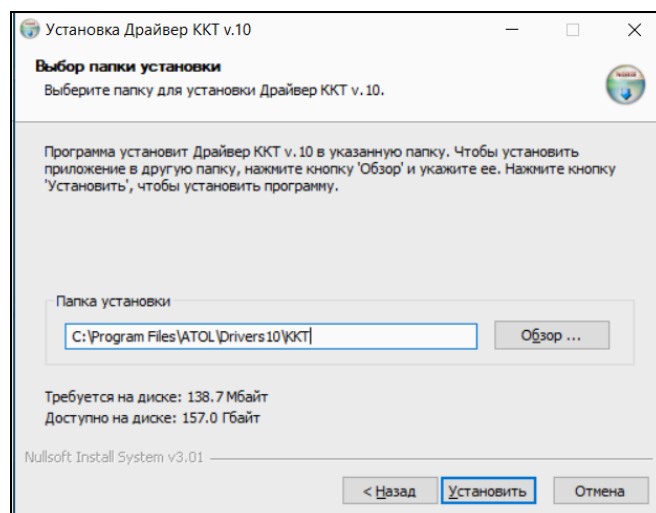 Установка Драйвер ККТ v.10
Выбор папки установки
Выберите папку для установки Драйвер ККТ v.10.
Программа установит Драйвер ККТ v.10 в указанную папку. Чтобы установить
приложение в другую папку, нажмите кнопку 'Обзор' и укажите ее. Нажмите кнопку
'Установить', чтобы установить программу.
Папка установки
C:\Program Files\ATOL\Drivers10\KKT
Обзор ...
Требуется на диске: 138.7 Мбайт
Доступно на диске: 157.0 Гбайт
Nullsoft Install System v3.01
< Назад
Установить
Отмена